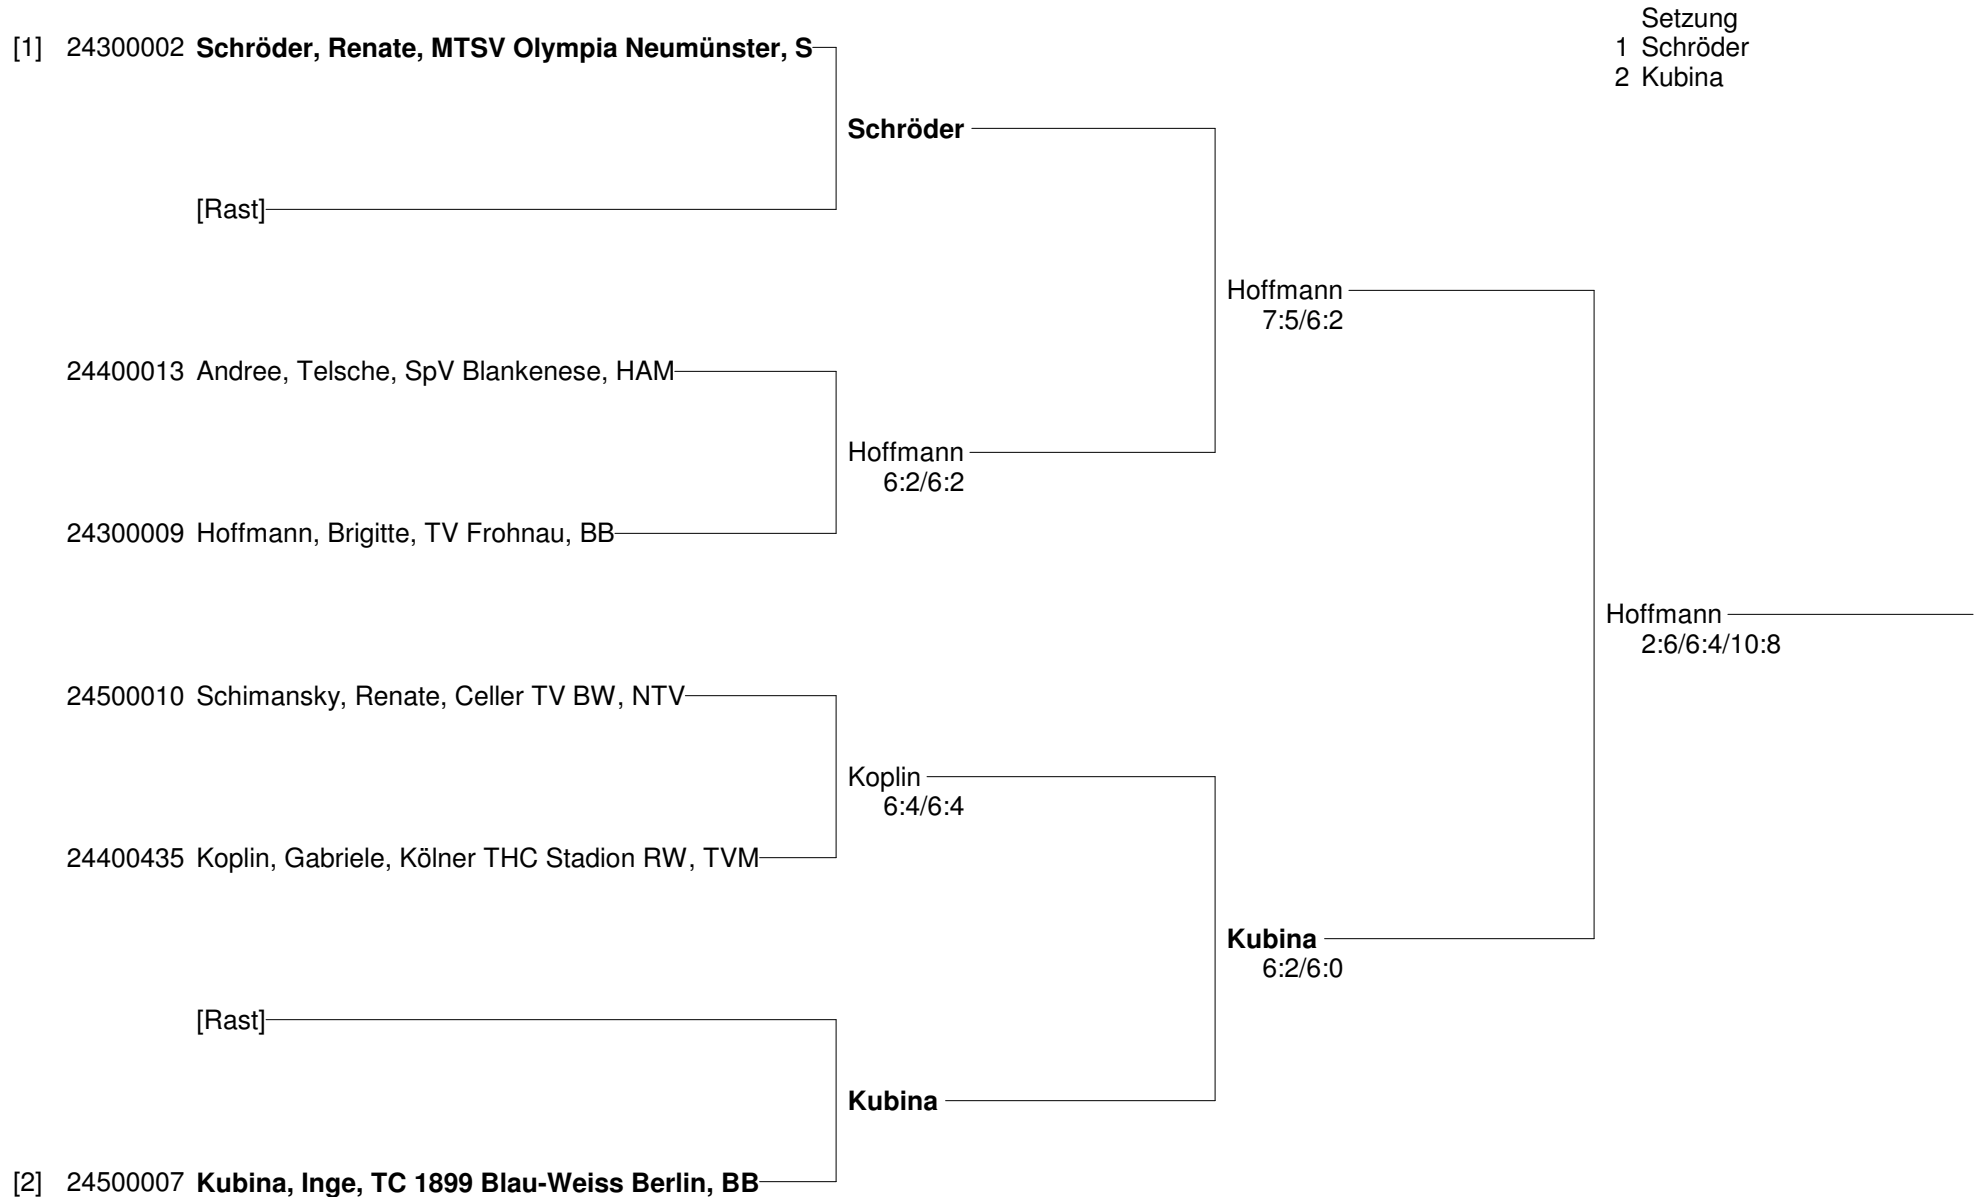 Setzung
1 Schröder
2 Kubina
[1] 24300002 Schröder, Renate, MTSV Olympia Neumünster, S
Schröder
[Rast]
Hoffmann
7:5/6:2
24400013 Andree, Telsche, SpV Blankenese, HAM
Hoffmann
6:2/6:2
24300009 Hoffmann, Brigitte, TV Frohnau, BB
Hoffmann
2:6/6:4/10:8
24500010 Schimansky, Renate, Celler TV BW, NTV
Koplin
6:4/6:4
24400435 Koplin, Gabriele, Kölner THC Stadion RW, TVM
Kubina
6:2/6:0
[Rast]
Kubina
[2] 24500007 Kubina, Inge, TC 1899 Blau-Weiss Berlin, BB